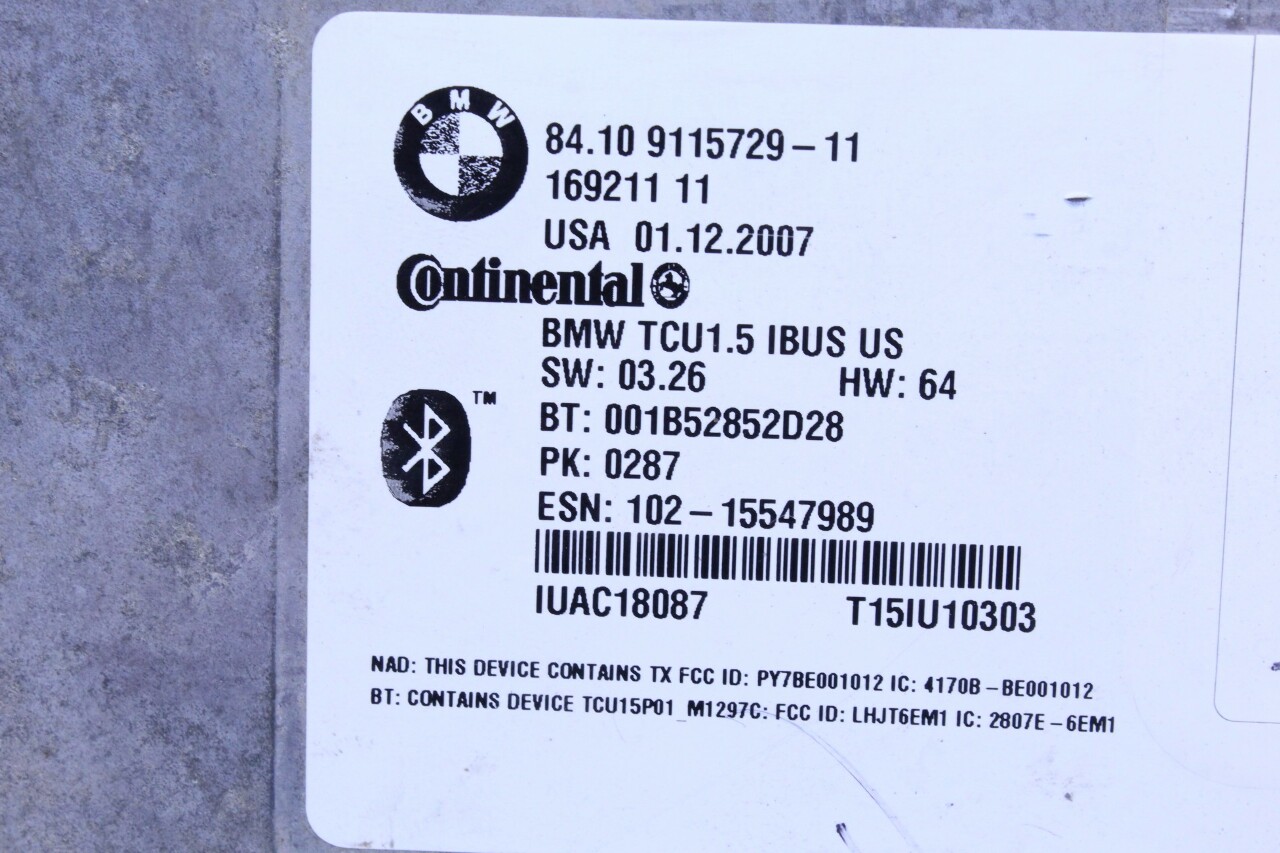 BMW
84.10 9115729-11
169211 11
USA 01.12.2007
Continental
BMW TCU1.5 IBUS US
SW: 03.26 HW: 64
TM
BT: 001B52852D28
PK: 0287
ESN: 102-15547989
IUAC18087 T15IU10303
NAD: THIS DEVICE CONTAINS TX FCC ID: PY7BE001012 IC: 4170B-BE001012
BT: CONTAINS DEVICE TCU15P01_M1297C: FCC ID: LHJT6EM1 IC: 2807E-6EM1